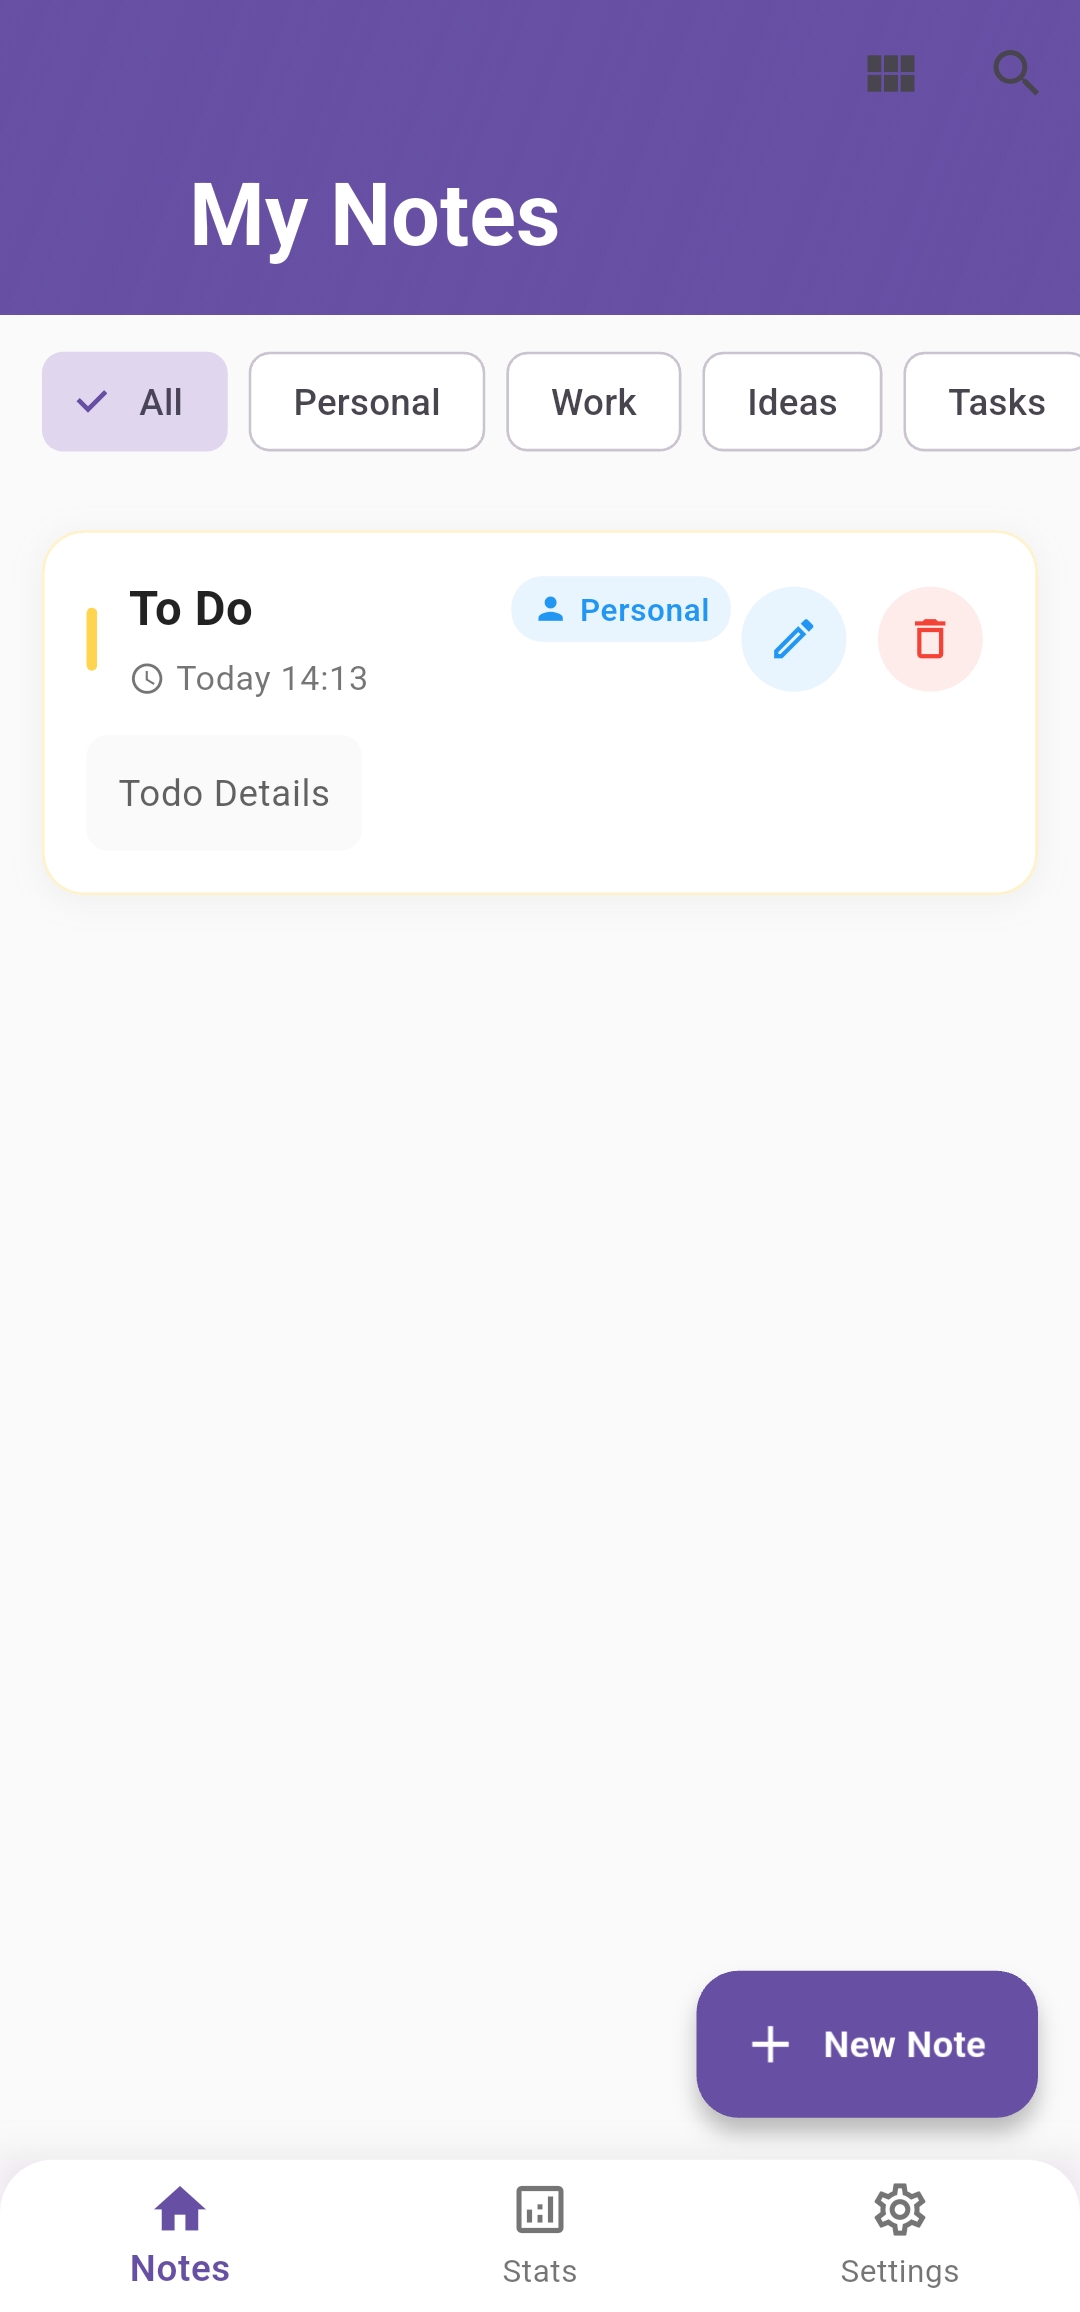 My Notes
All Personal Work Ideas Tasks
To Do Personal
Today 14:13
Todo Details
New Note
Notes Stats Settings